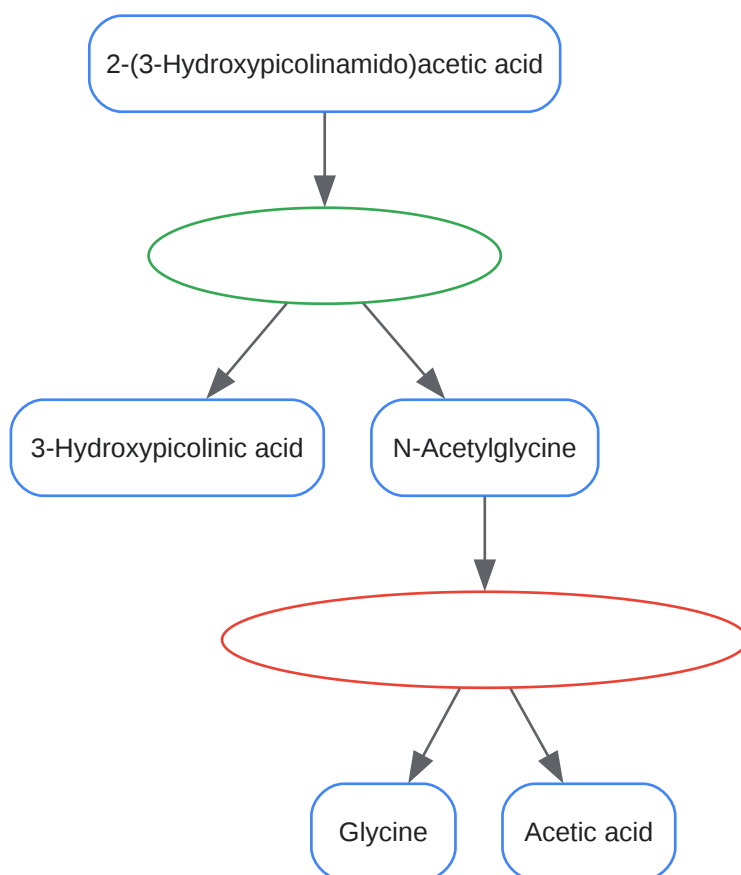 2-(3-Hydroxypicolinamido)acetic acid
3-Hydroxypicolinic acid
N-Acetylglycine
Glycine
Acetic acid